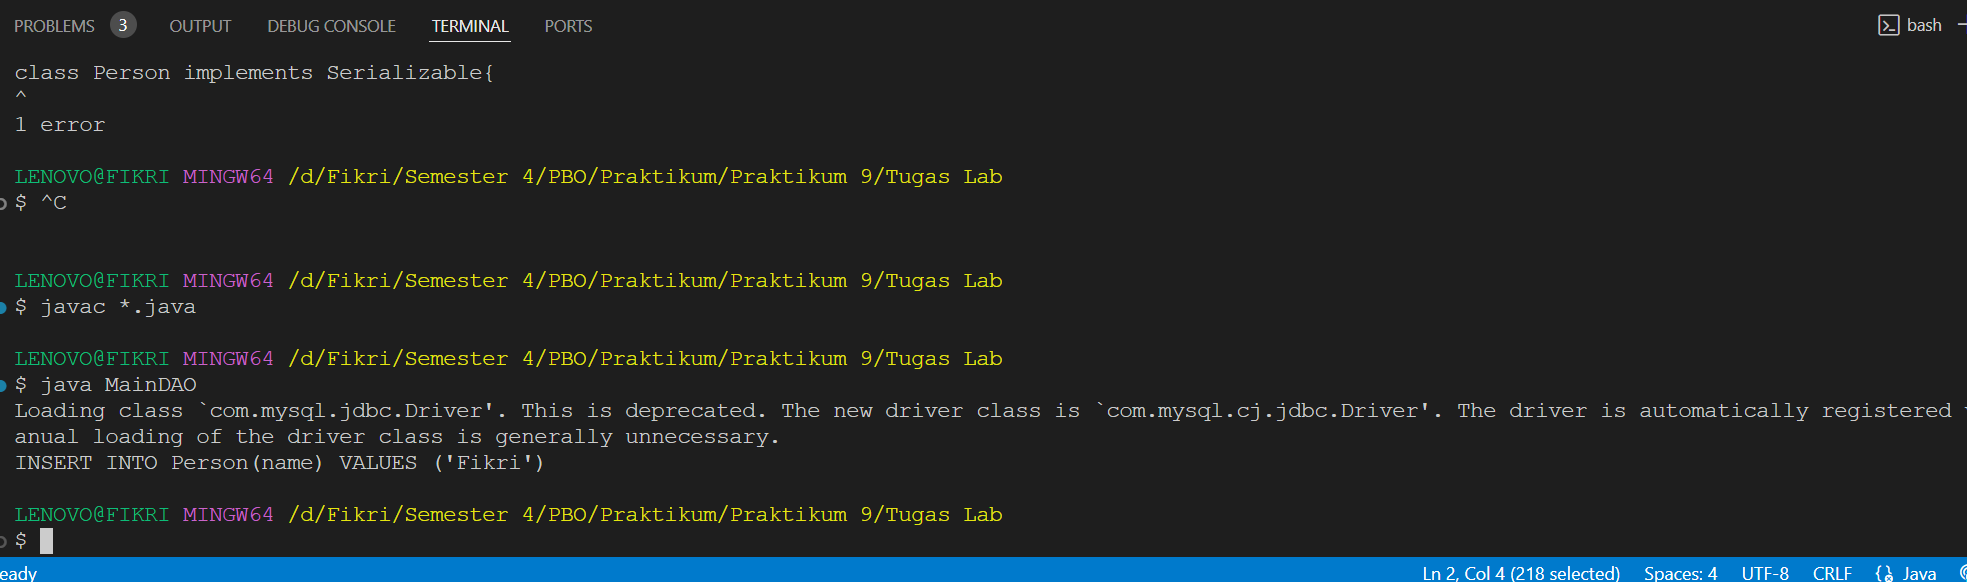 PROBLEMS 3 OUTPUT DEBUG CONSOLE TERMINAL PORTS bash
class Person implements Serializable{
^
1 error
LENOVO@FIKRI MINGW64 /d/Fikri/Semester 4/PBO/Praktikum/Praktikum 9/Tugas Lab
$ ^C
LENOVO@FIKRI MINGW64 /d/Fikri/Semester 4/PBO/Praktikum/Praktikum 9/Tugas Lab
$ javac *.java
LENOVO@FIKRI MINGW64 /d/Fikri/Semester 4/PBO/Praktikum/Praktikum 9/Tugas Lab
$ java MainDAO
Loading class `com.mysql.jdbc.Driver'. This is deprecated. The new driver class is `com.mysql.cj.jdbc.Driver'. The driver is automatically registered
anual loading of the driver class is generally unnecessary.
INSERT INTO Person(name) VALUES ('Fikri')
LENOVO@FIKRI MINGW64 /d/Fikri/Semester 4/PBO/Praktikum/Praktikum 9/Tugas Lab
$
eady Ln 2, Col 4 (218 selected) Spaces: 4 UTF-8 CRLF Java